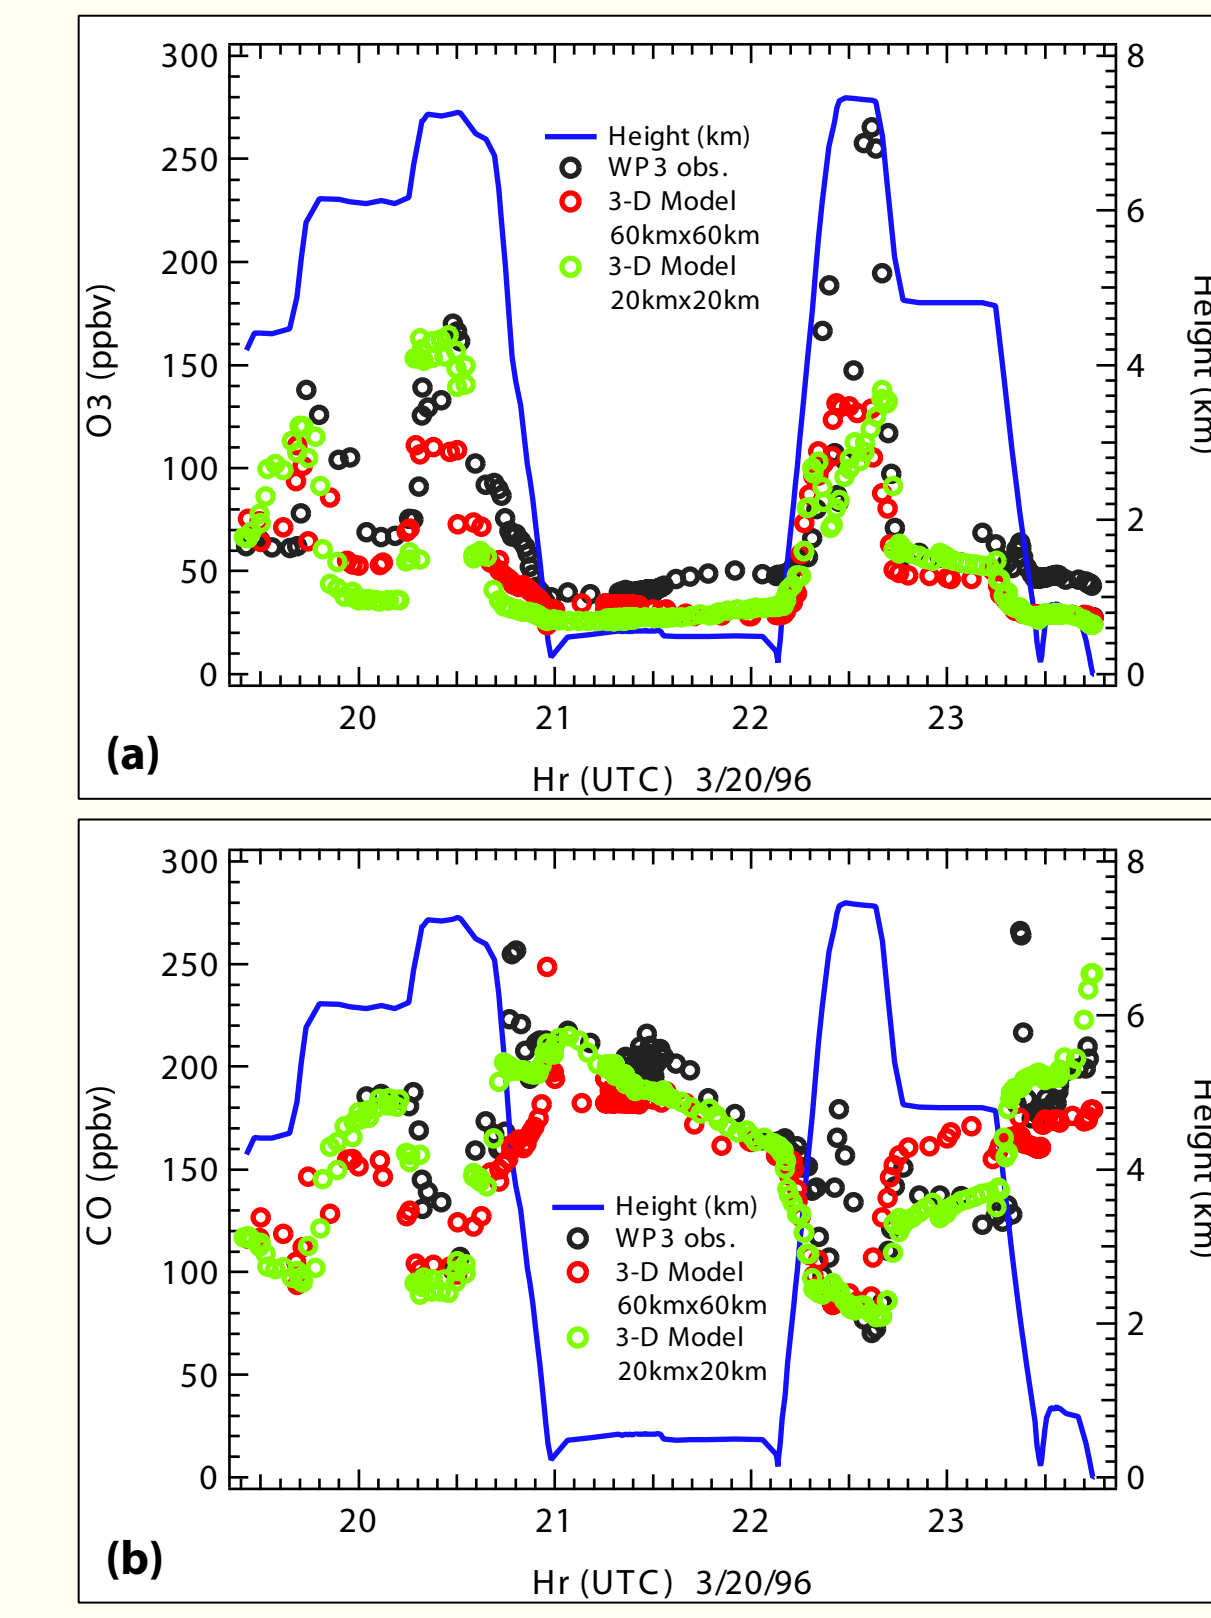 300
250
200
150
100
50
0
O3 (ppbv)
8
6
4
2
0
Height (km)
Height (km)
WP3 obs.
3-D Model
60kmx60km
3-D Model
20kmx20km
20 21 22 23
(a)
Hr (UTC) 3/20/96
300
250
200
150
100
50
0
CO (ppbv)
8
6
4
2
0
Height (km)
Height (km)
WP3 obs.
3-D Model
60kmx60km
3-D Model
20kmx20km
20 21 22 23
(b)
Hr (UTC) 3/20/96